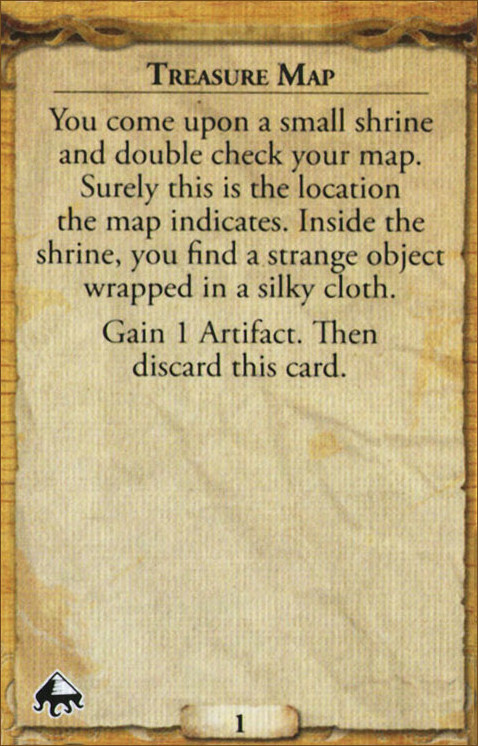 Treasure Map
You come upon a small shrine
and double check your map.
Surely this is the location
the map indicates. Inside the
shrine, you find a strange object
wrapped in a silky cloth.
Gain 1 Artifact. Then
discard this card.
1